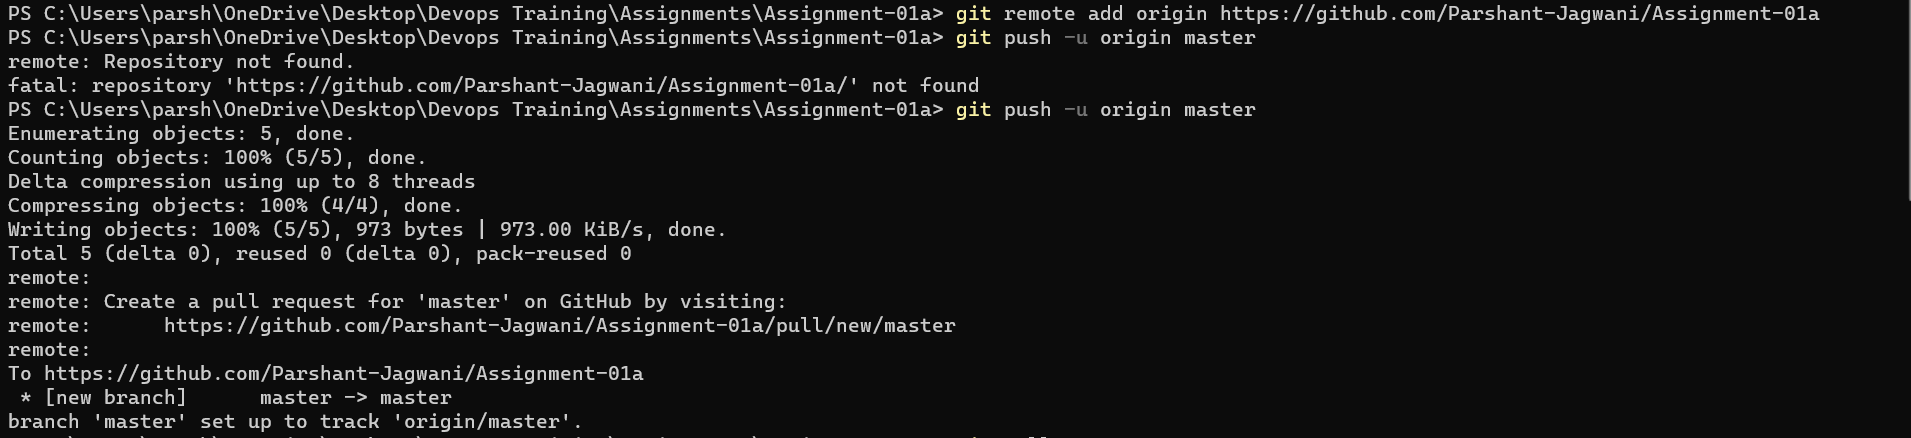 PS C:\Users\parsh\OneDrive\Desktop\Devops Training\Assignments\Assignment-01a> git remote add origin https://github.com/Parshant-Jagwani/Assignment-01a
PS C:\Users\parsh\OneDrive\Desktop\Devops Training\Assignments\Assignment-01a> git push -u origin master
remote: Repository not found.
fatal: repository 'https://github.com/Parshant-Jagwani/Assignment-01a/' not found
PS C:\Users\parsh\OneDrive\Desktop\Devops Training\Assignments\Assignment-01a> git push -u origin master
Enumerating objects: 5, done.
Counting objects: 100% (5/5), done.
Delta compression using up to 8 threads
Compressing objects: 100% (4/4), done.
Writing objects: 100% (5/5), 973 bytes | 973.00 KiB/s, done.
Total 5 (delta 0), reused 0 (delta 0), pack-reused 0
remote:
remote: Create a pull request for 'master' on GitHub by visiting:
remote:      https://github.com/Parshant-Jagwani/Assignment-01a/pull/new/master
remote:
To https://github.com/Parshant-Jagwani/Assignment-01a
 * [new branch]      master -> master
branch 'master' set up to track 'origin/master'.